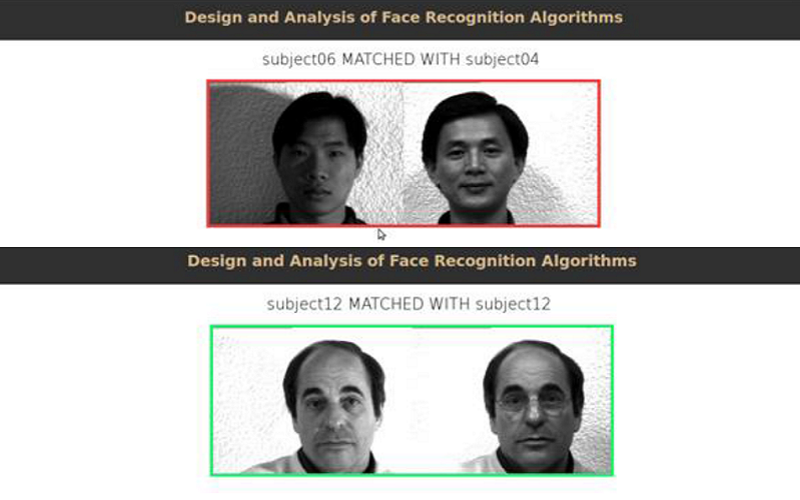 Design and Analysis of Face Recognition Algorithms
subject06 MATCHED WITH subject04
Design and Analysis of Face Recognition Algorithms
subject12 MATCHED WITH subject12